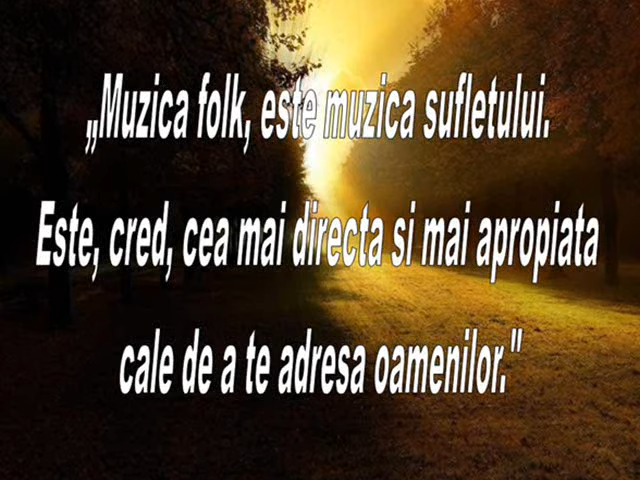 „Muzica folk, este muzica sufletului.
Este, cred, cea mai directa si mai apropiata
cale de a te adresa oamenilor."